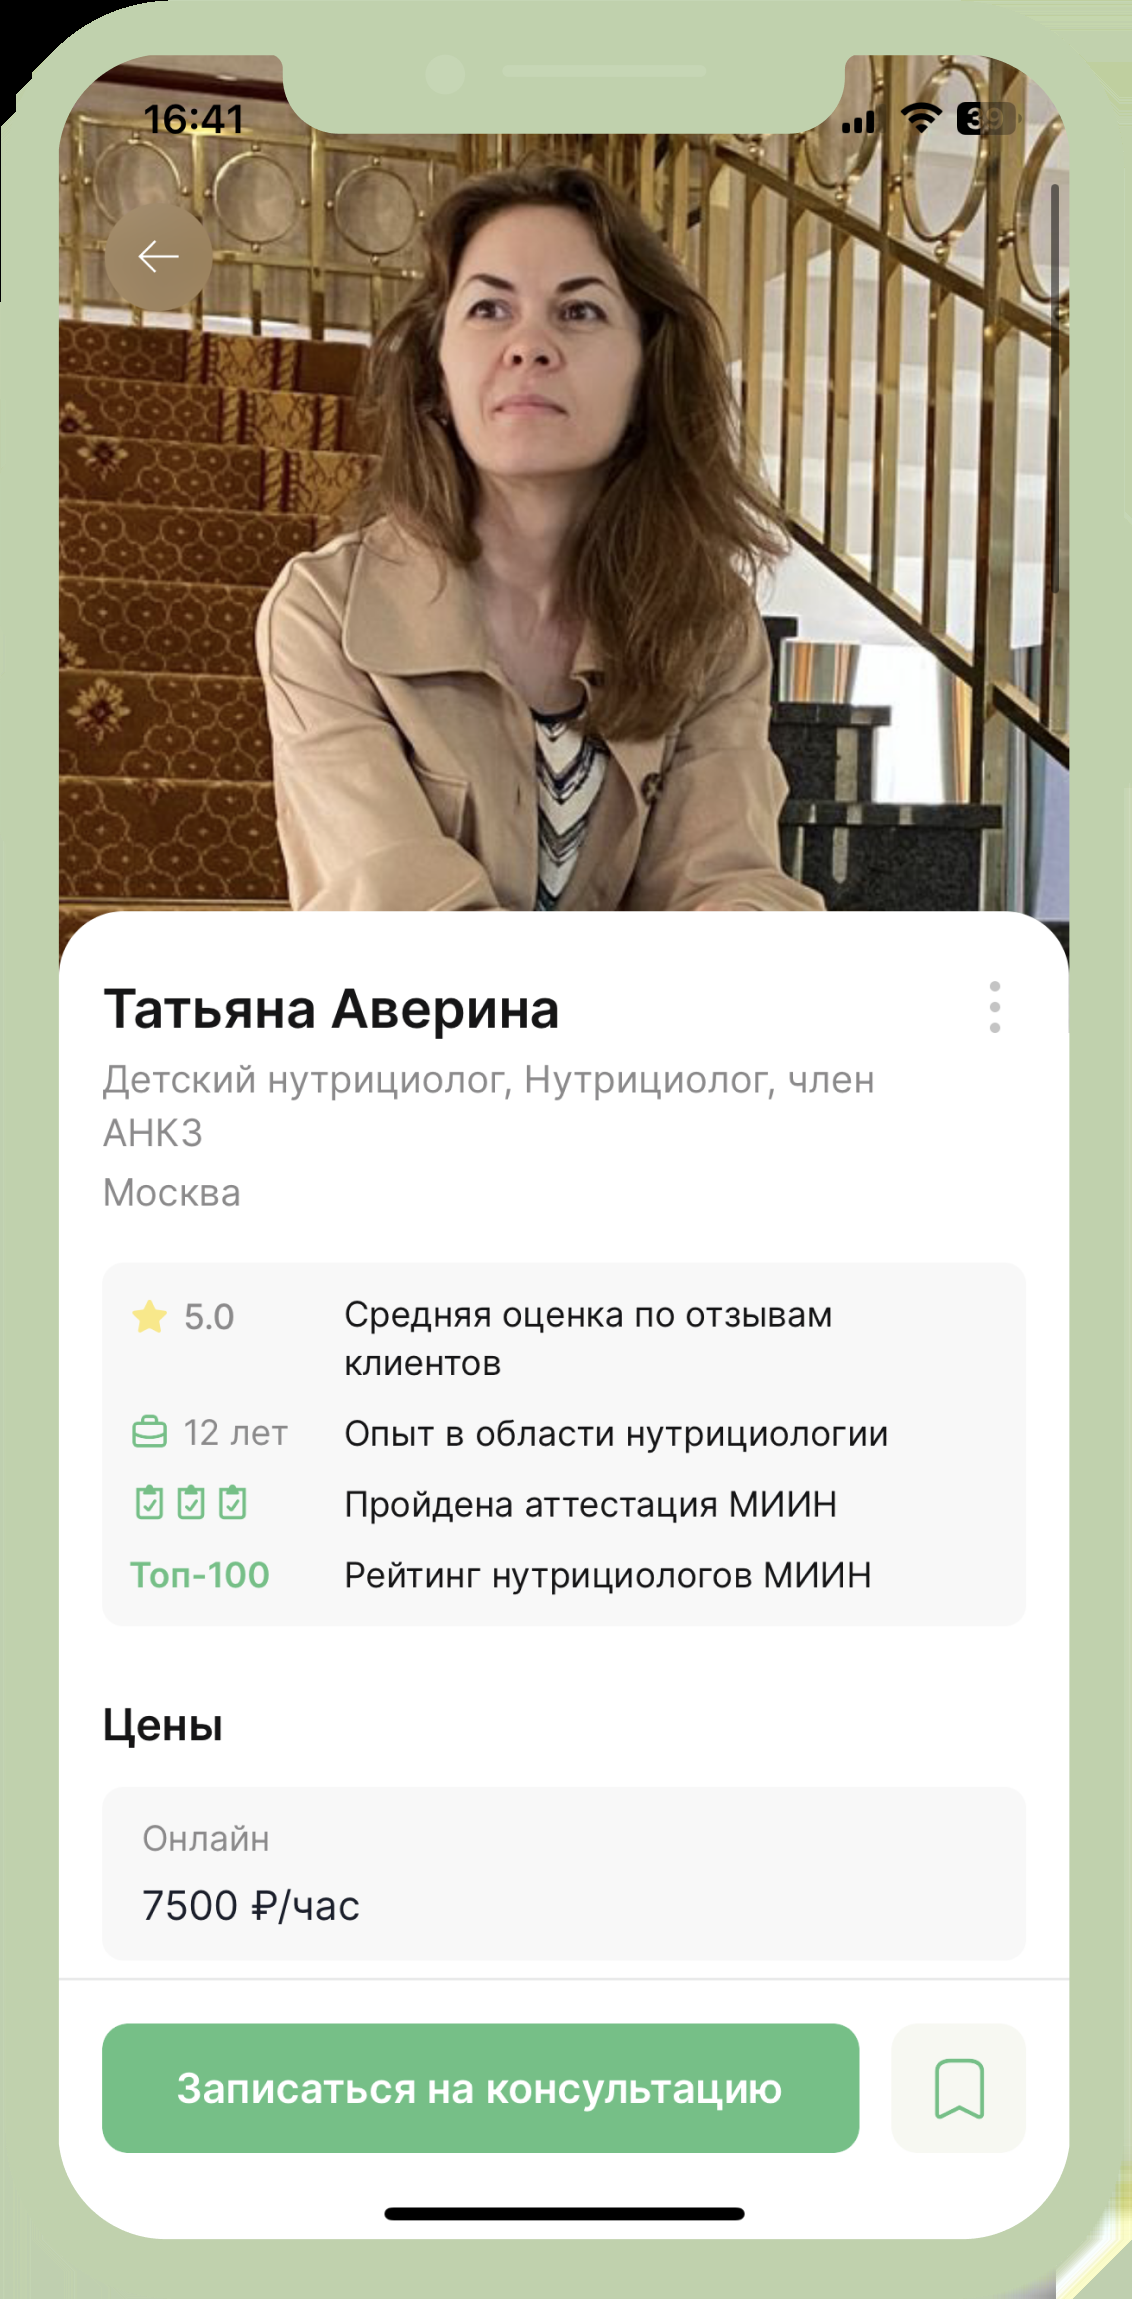 16:41
39
Татьяна Аверина
Детский нутрициолог, Нутрициолог, член
АНКЗ
Москва
5.0 Средняя оценка по отзывам
клиентов
12 лет Опыт в области нутрициологии
Пройдена аттестация МИИН
Топ-100 Рейтинг нутрициологов МИИН
Цены
Онлайн
7500 ₽/час
Записаться на консультацию